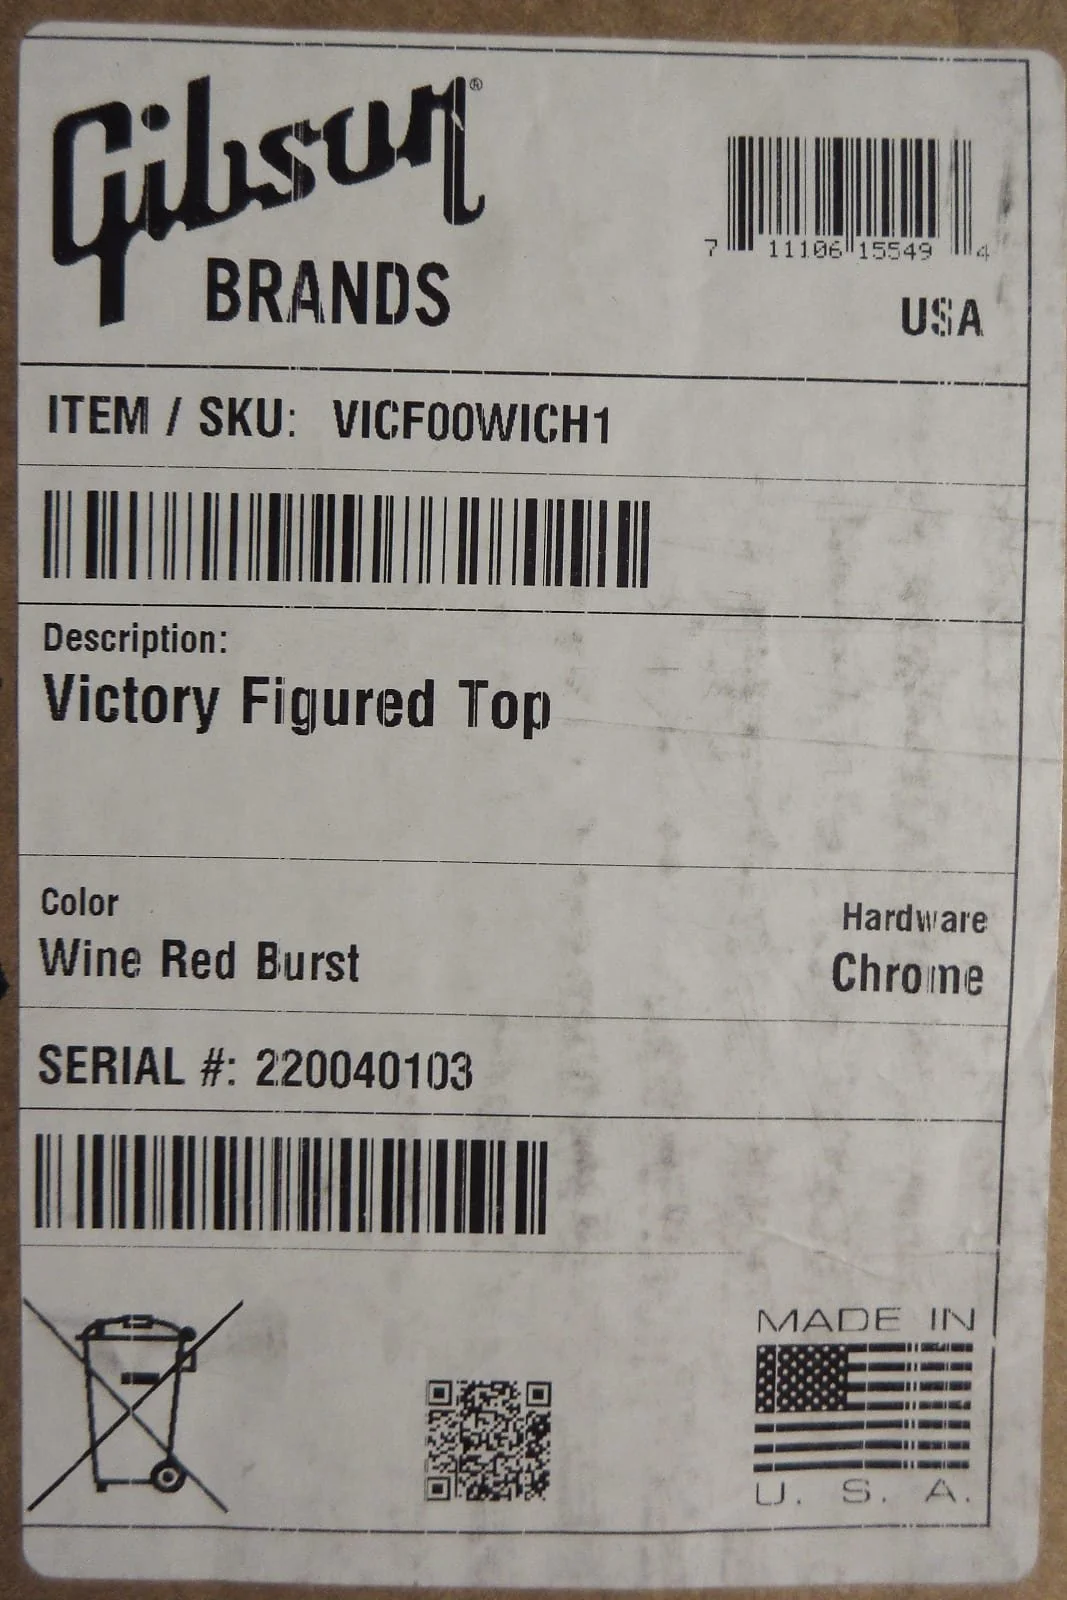 Gibson®
BRANDS
7 11106 15549 4
USA
ITEM / SKU: VICF00WICH1
Description:
Victory Figured Top
Color
Wine Red Burst
Hardware
Chrome
SERIAL #: 220040103
MADE IN
U. S. A.